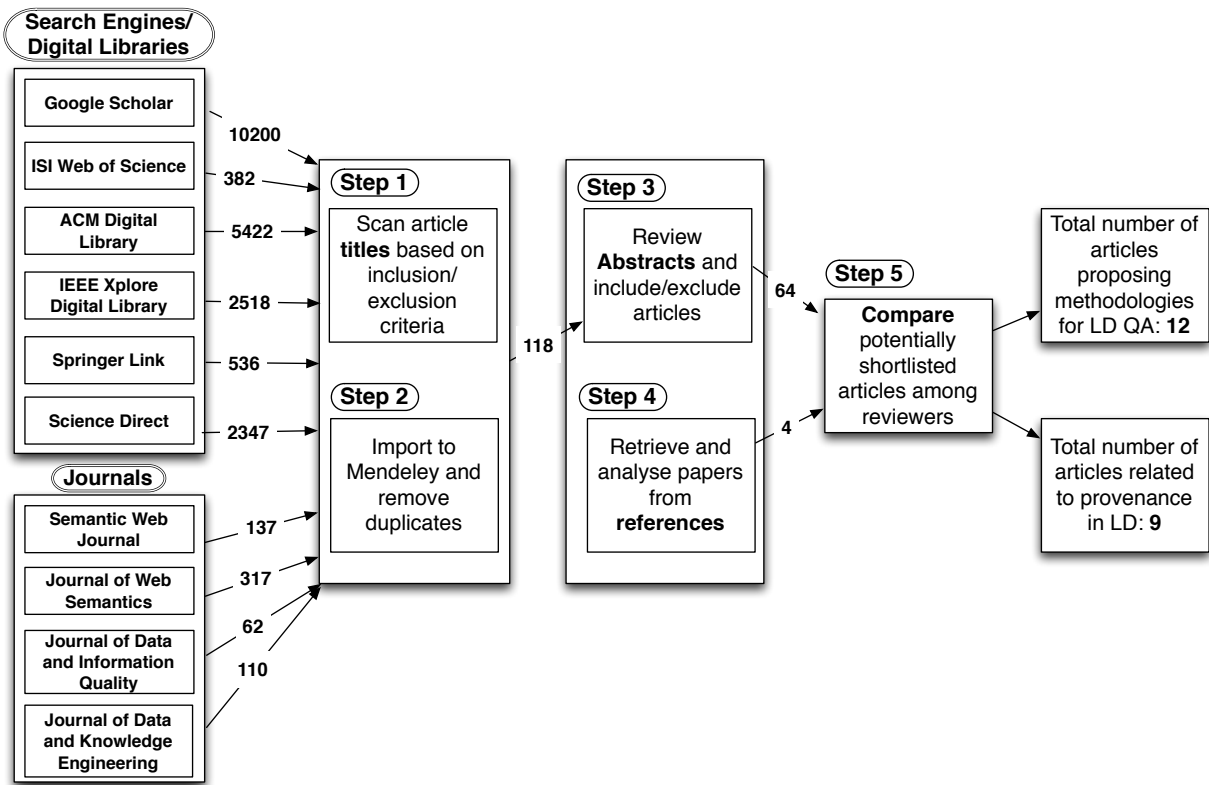 Search Engines/
Digital Libraries
Google Scholar
ISI Web of Science
ACM Digital
Library
IEEE Xplore
Digital Library
Springer Link
Science Direct
Journals
Semantic Web
Journal
Journal of Web
Semantics
Journal of Data
and Information
Quality
Journal of Data
and Knowledge
Engineering
10200
382
5422
2518
536
2347
137
317
62
110
Step 1
Scan article
titles based on
inclusion/
exclusion
criteria
Step 2
Import to
Mendeley and
remove
duplicates
118
Step 3
Review
Abstracts and
include/exclude
articles
Step 4
Retrieve and
analyse papers
from
references
64
4
Step 5
Compare
potentially
shortlisted
articles among
reviewers
Total number of
articles
proposing
methodologies
for LD QA: 12
Total number of
articles related
to provenance
in LD: 9